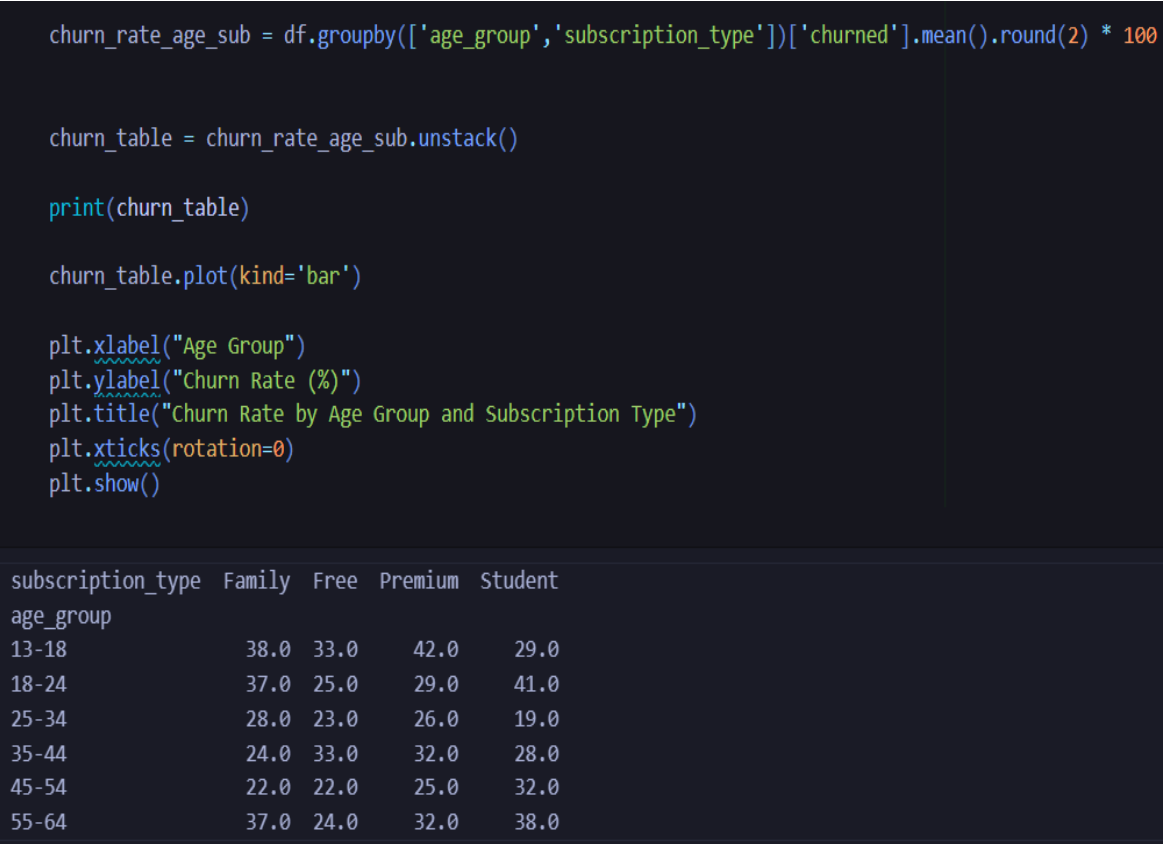 churn_rate_age_sub = df.groupby(['age_group','subscription_type'])['churned'].mean().round(2) * 100
churn_table = churn_rate_age_sub.unstack()
print(churn_table)
churn_table.plot(kind='bar')
plt.xlabel("Age Group")
plt.ylabel("Churn Rate (%)")
plt.title("Churn Rate by Age Group and Subscription Type")
plt.xticks(rotation=0)
plt.show()
subscription_type  Family  Free  Premium  Student
age_group
13-18                38.0  33.0     42.0     29.0
18-24                37.0  25.0     29.0     41.0
25-34                28.0  23.0     26.0     19.0
35-44                24.0  33.0     32.0     28.0
45-54                22.0  22.0     25.0     32.0
55-64                37.0  24.0     32.0     38.0